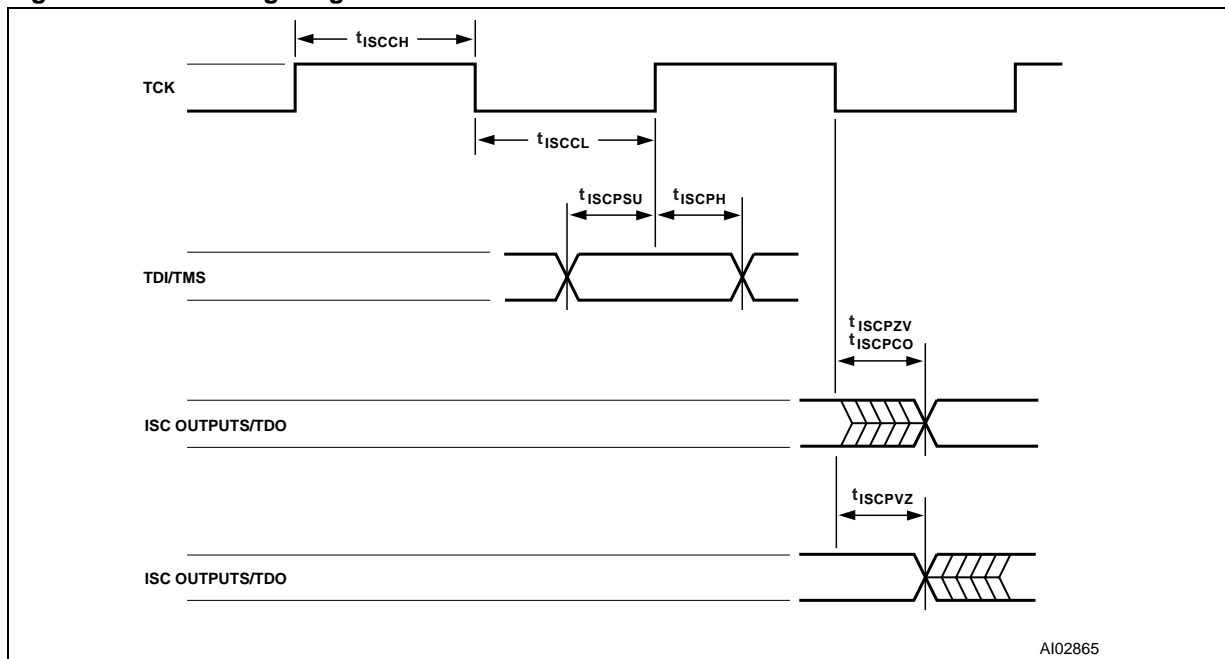 tISCCH
TCK
tISCCL
tISCPSU
tISCPH
TDI/TMS
tISCPZV
tISCPCO
ISC OUTPUTS/TDO
tISCPVZ
ISC OUTPUTS/TDO
AI02865